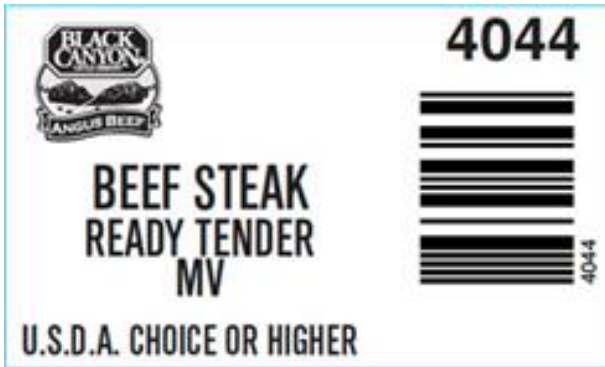 BLACK
CANYON
ANGUS BEEF
4044
BEEF STEAK
READY TENDER
MV
4044
U.S.D.A. CHOICE OR HIGHER